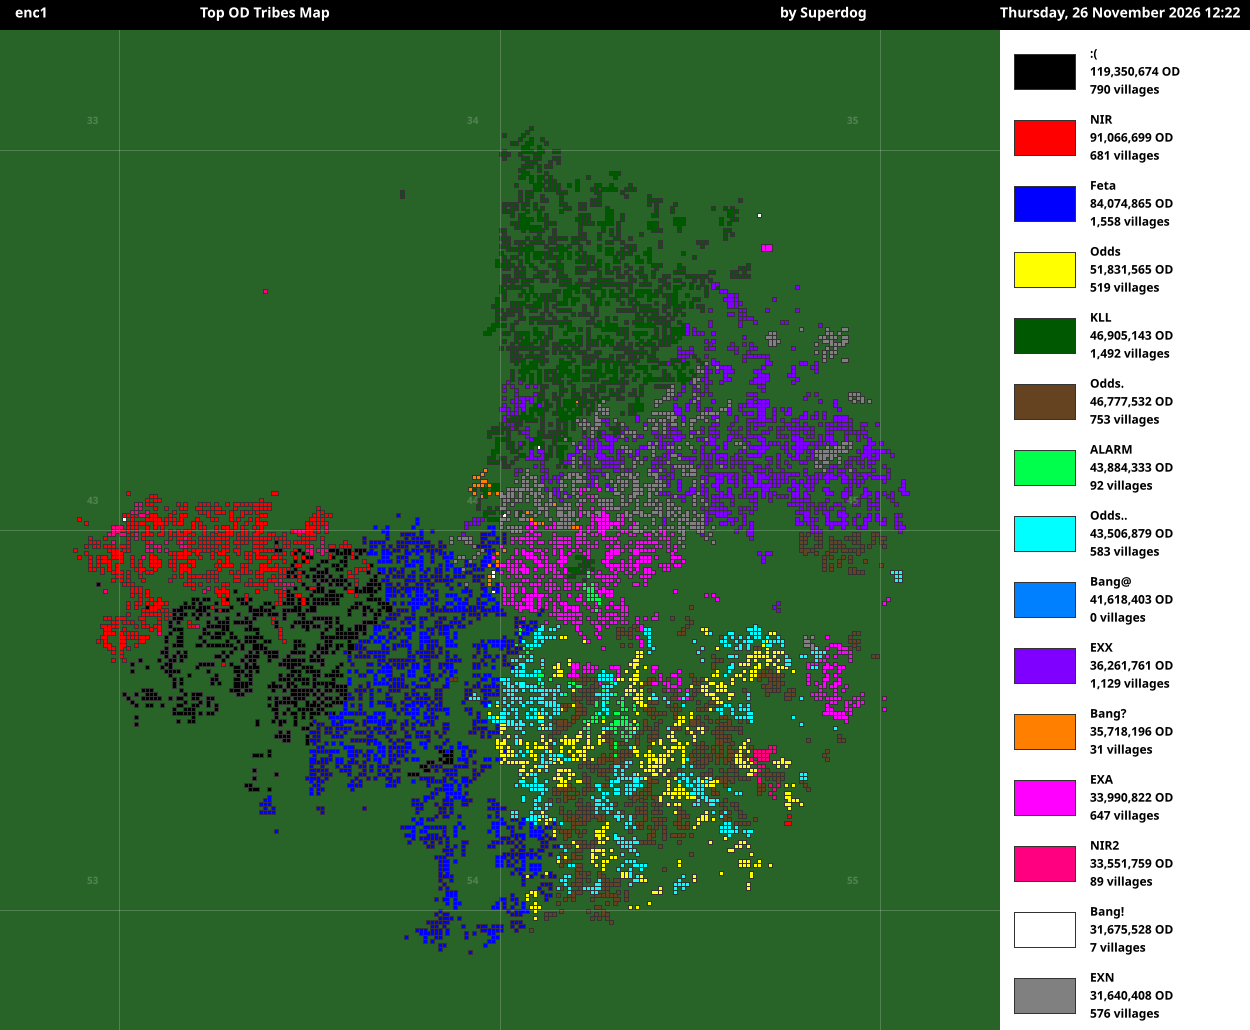 enc1 Top OD Tribes Map by Superdog Thursday, 26 November 2026 12:22
:(
119,350,674 OD
790 villages
NIR
91,066,699 OD
681 villages
Feta
84,074,865 OD
1,558 villages
Odds
51,831,565 OD
519 villages
KLL
46,905,143 OD
1,492 villages
Odds.
46,777,532 OD
753 villages
ALARM
43,884,333 OD
92 villages
Odds..
43,506,879 OD
583 villages
Bang@
41,618,403 OD
0 villages
EXX
36,261,761 OD
1,129 villages
Bang?
35,718,196 OD
31 villages
EXA
33,990,822 OD
647 villages
NIR2
33,551,759 OD
89 villages
Bang!
31,675,528 OD
7 villages
EXN
31,640,408 OD
576 villages
33 34 35
43
53 54 55